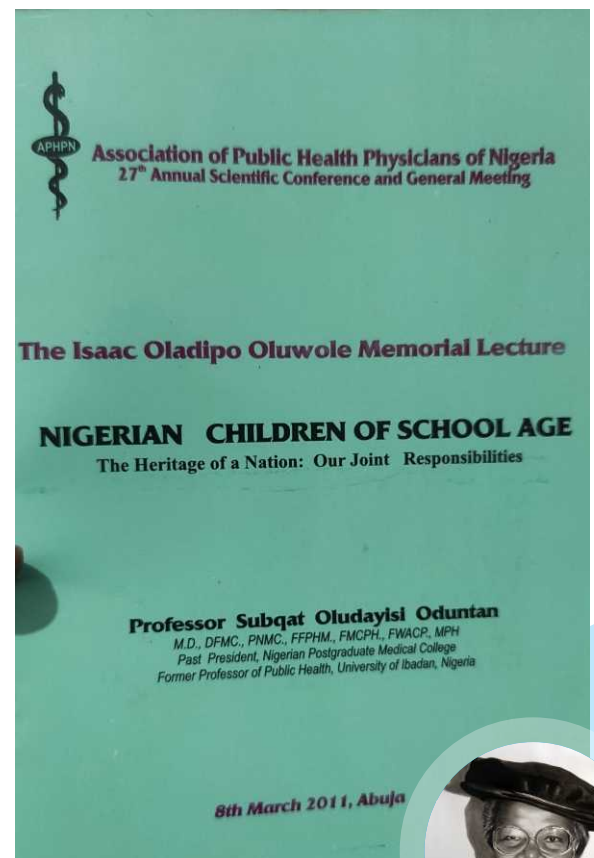 APHPN
Association of Public Health Physicians of Nigeria
27th Annual Scientific Conference and General Meeting
The Isaac Oladipo Oluwole Memorial Lecture
NIGERIAN CHILDREN OF SCHOOL AGE
The Heritage of a Nation: Our Joint Responsibilities
Professor Subqat Oludayisi Oduntan
M.D., DFMC., PNMC., FFPHM., FMCPH., FWACP., MPH
Past President, Nigerian Postgraduate Medical College
Former Professor of Public Health, University of Ibadan, Nigeria
8th March 2011, Abuja